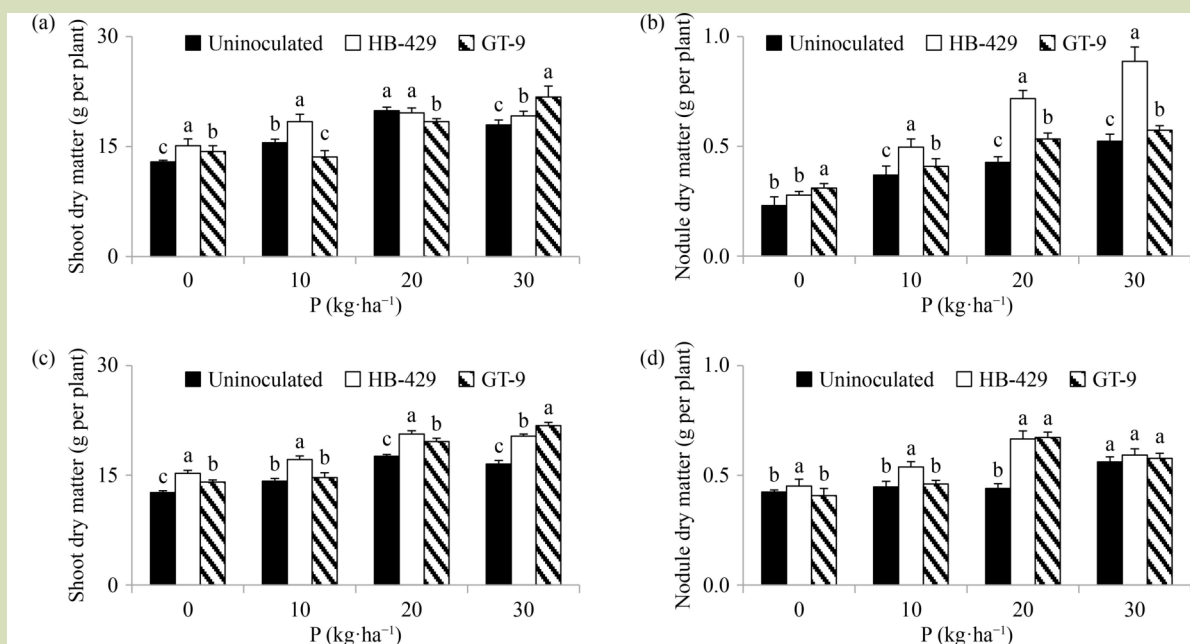 (a)
Shoot dry matter (g per plant)
30
15
0
Uninoculated HB-429 GT-9
c a b b a c a a b c b a
0 10 20 30
P (kg·ha⁻¹)
(b)
Nodule dry matter (g per plant)
1.0
0.5
0.0
Uninoculated HB-429 GT-9
b b a c a b c a b c a b
0 10 20 30
P (kg·ha⁻¹)
(c)
Shoot dry matter (g per plant)
30
15
0
Uninoculated HB-429 GT-9
c a b b a b c a b c b a
0 10 20 30
P (kg·ha⁻¹)
(d)
Nodule dry matter (g per plant)
1.0
0.5
0.0
Uninoculated HB-429 GT-9
b a b b a b b a a a a a
0 10 20 30
P (kg·ha⁻¹)